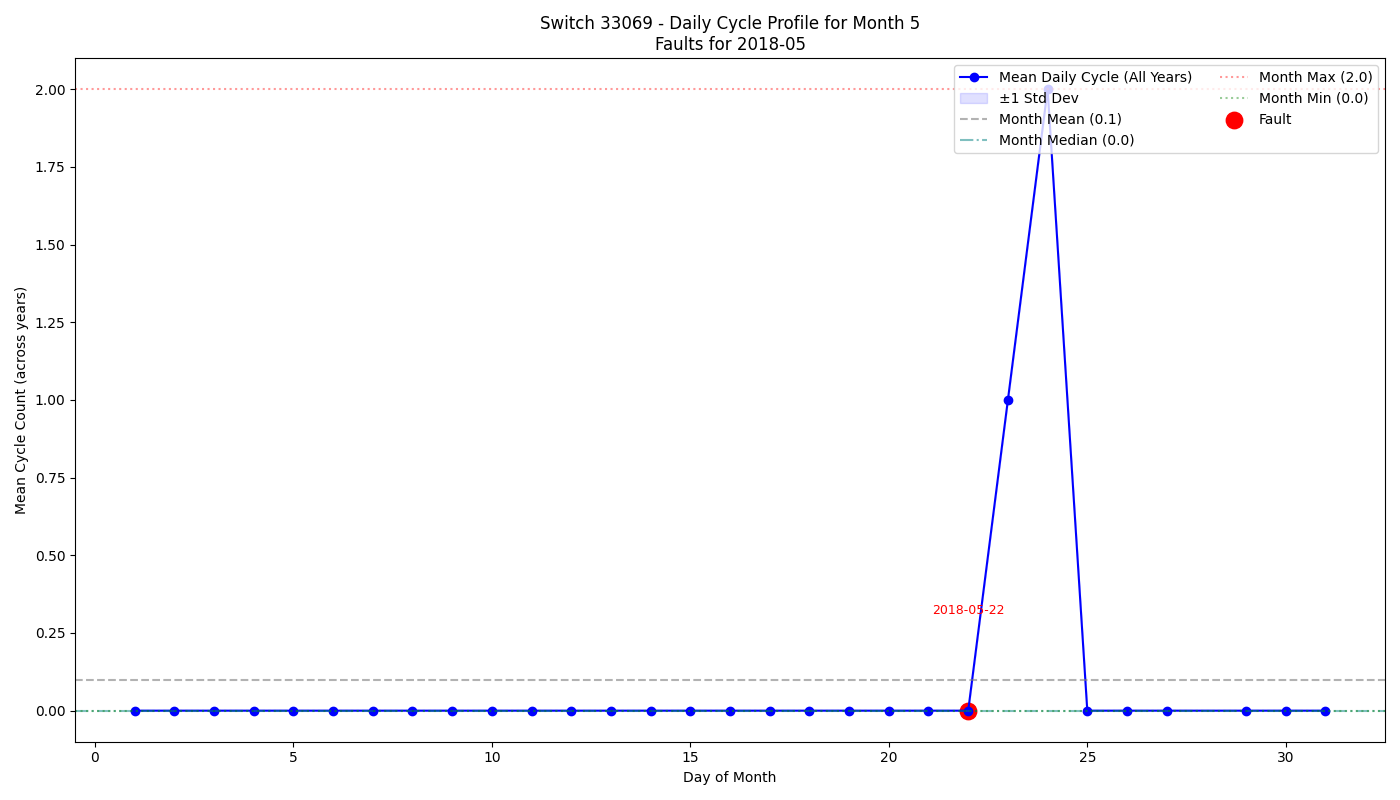 Switch 33069 - Daily Cycle Profile for Month 5
Faults for 2018-05
Mean Daily Cycle (All Years)
±1 Std Dev
Month Mean (0.1)
Month Median (0.0)
Month Max (2.0)
Month Min (0.0)
Fault
Mean Cycle Count (across years)
2.00
1.75
1.50
1.25
1.00
0.75
0.50
0.25
0.00
2018-05-22
0
5
10
15
20
25
30
Day of Month